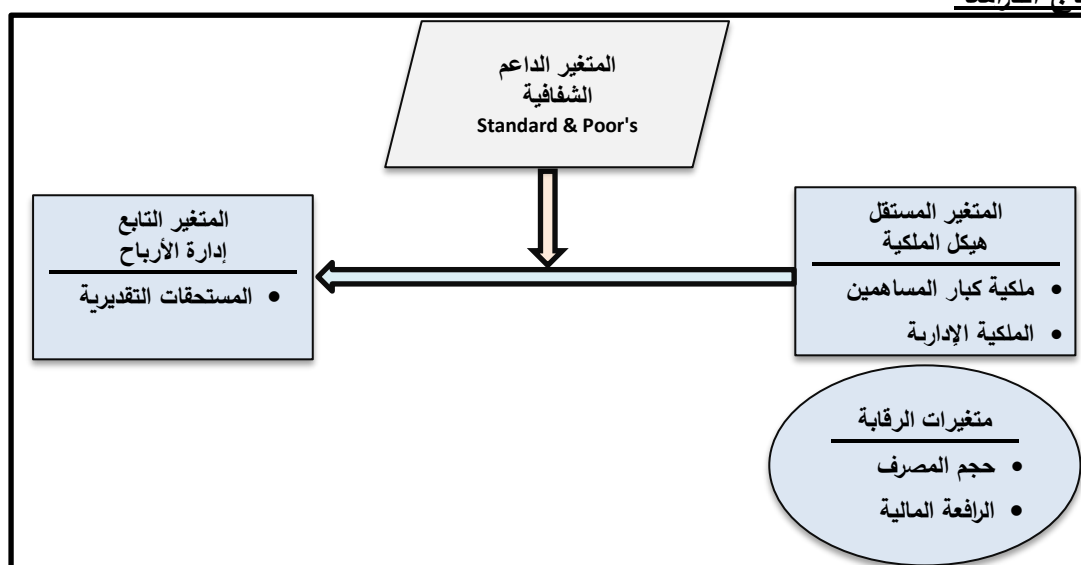 المتغير الداعم
الشفافية
Standard & Poor's
المتغير المستقل
هيكل الملكية
• ملكية كبار المساهمين
• الملكية الإدارية
المتغير التابع
إدارة الأرباح
• المستحقات التقديرية
متغيرات الرقابة
• حجم المصرف
• الرافعة المالية